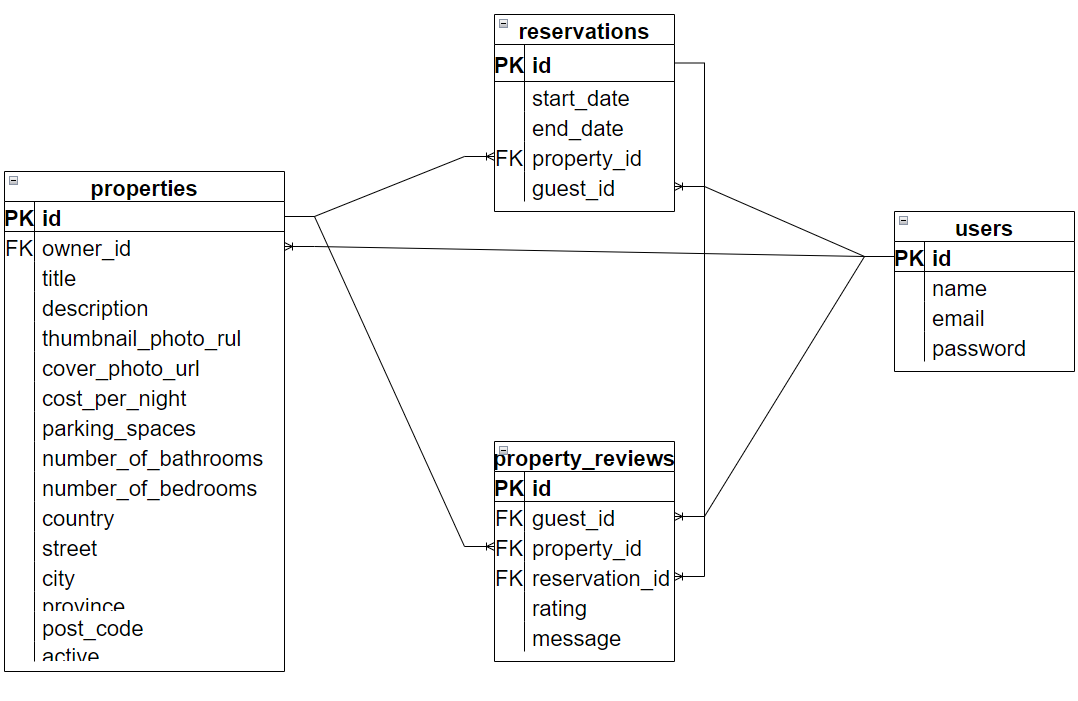 reservations
PK id
start_date
end_date
FK property_id
guest_id
properties
PK id
FK owner_id
title
description
thumbnail_photo_rul
cover_photo_url
cost_per_night
parking_spaces
number_of_bathrooms
number_of_bedrooms
country
street
city
province
post_code
active
users
PK id
name
email
password
property_reviews
PK id
FK guest_id
FK property_id
FK reservation_id
rating
message